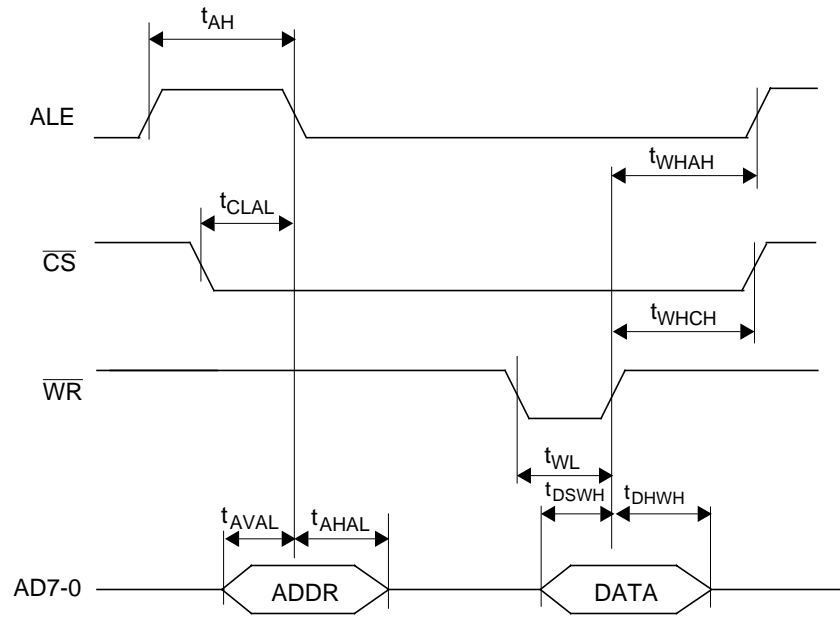 tAH
ALE
tWHAH
tCLAL
CS
tWHCH
WR
tWL
tDSWH tDHWH
tAVAL tAHAL
AD7-0 ADDR DATA